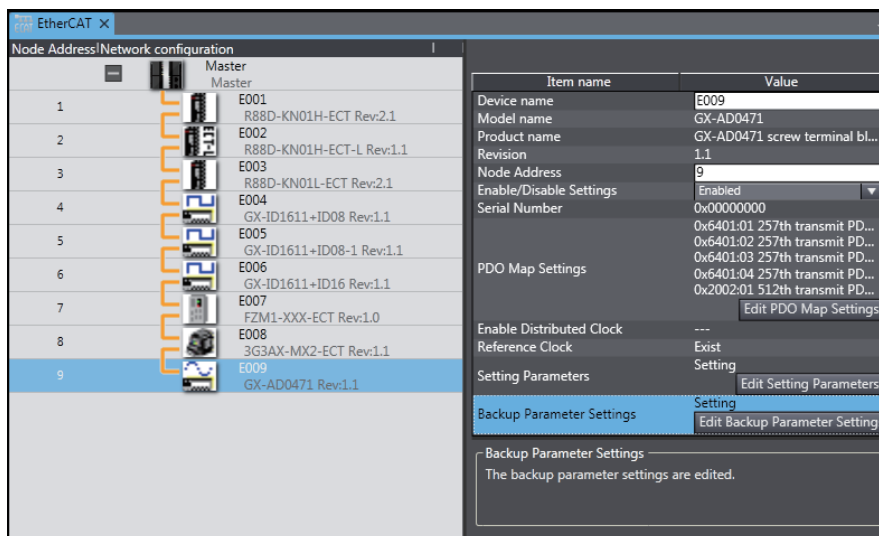 EtherCAT ×
Node Address Network configuration
Master
Master
1
E001
R88D-KN01H-ECT Rev:2.1
2
E002
R88D-KN01H-ECT-L Rev:1.1
3
E003
R88D-KN01L-ECT Rev:2.1
4
E004
GX-ID1611+ID08 Rev:1.1
5
E005
GX-ID1611+ID08-1 Rev:1.1
6
E006
GX-ID1611+ID16 Rev:1.1
7
E007
FZM1-XXX-ECT Rev:1.0
8
E008
3G3AX-MX2-ECT Rev:1.1
9
E009
GX-AD0471 Rev:1.1
Item name Value
Device name E009
Model name GX-AD0471
Product name GX-AD0471 screw terminal bl...
Revision 1.1
Node Address 9
Enable/Disable Settings Enabled
Serial Number 0x00000000
PDO Map Settings
0x6401:01 257th transmit PD...
0x6401:02 257th transmit PD...
0x6401:03 257th transmit PD...
0x6401:04 257th transmit PD...
0x2002:01 512th transmit PD...
Edit PDO Map Settings
Enable Distributed Clock ---
Reference Clock Exist
Setting Parameters Setting
Edit Setting Parameters
Backup Parameter Settings Setting
Edit Backup Parameter Setting
Backup Parameter Settings
The backup parameter settings are edited.